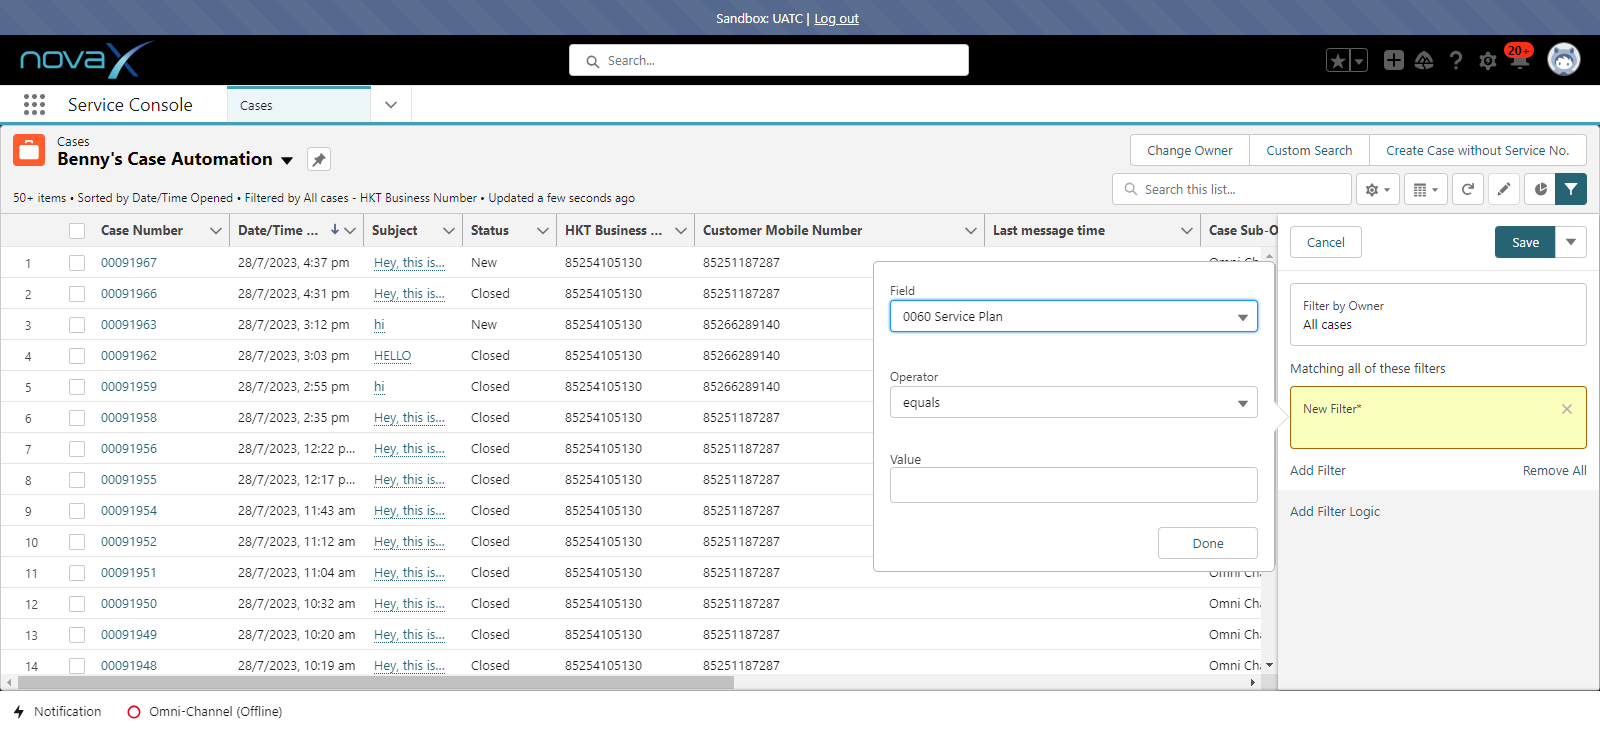 Sandbox: UATC | Log out
novaX
Search...
20+
Service Console
Cases
Cases
Benny's Case Automation
Change Owner
Custom Search
Create Case without Service No.
50+ items • Sorted by Date/Time Opened • Filtered by All cases - HKT Business Number • Updated a few seconds ago
Search this list...
Case Number Date/Time ... Subject Status HKT Business ... Customer Mobile Number Last message time Case Sub-O
1 00091967 28/7/2023, 4:37 pm Hey, this is... New 85254105130 85251187287
2 00091966 28/7/2023, 4:31 pm Hey, this is... Closed 85254105130 85251187287
3 00091963 28/7/2023, 3:12 pm hi New 85254105130 85266289140
4 00091962 28/7/2023, 3:03 pm HELLO Closed 85254105130 85266289140
5 00091959 28/7/2023, 2:55 pm hi Closed 85254105130 85266289140
6 00091958 28/7/2023, 2:35 pm Hey, this is... Closed 85254105130 85251187287
7 00091956 28/7/2023, 12:22 p... Hey, this is... Closed 85254105130 85251187287
8 00091955 28/7/2023, 12:17 p... Hey, this is... Closed 85254105130 85251187287
9 00091954 28/7/2023, 11:43 am Hey, this is... Closed 85254105130 85251187287
10 00091952 28/7/2023, 11:12 am Hey, this is... Closed 85254105130 85251187287
11 00091951 28/7/2023, 11:04 am Hey, this is... Closed 85254105130 85251187287
12 00091950 28/7/2023, 10:32 am Hey, this is... Closed 85254105130 85251187287 Omni Cha
13 00091949 28/7/2023, 10:20 am Hey, this is... Closed 85254105130 85251187287 Omni Cha
14 00091948 28/7/2023, 10:19 am Hey, this is... Closed 85254105130 85251187287 Omni Cha
Field
0060 Service Plan
Operator
equals
Value
Done
Cancel
Save
Filter by Owner
All cases
Matching all of these filters
New Filter*
Add Filter
Remove All
Add Filter Logic
Notification
Omni-Channel (Offline)